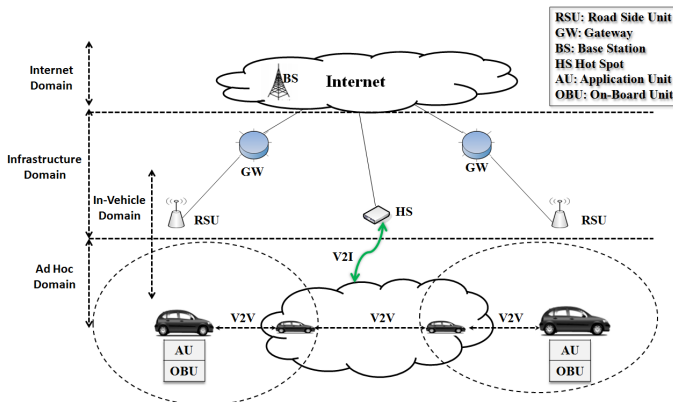 RSU: Road Side Unit
GW: Gateway
BS: Base Station
HS Hot Spot
AU: Application Unit
OBU: On-Board Unit
Internet
Domain
BS
Internet
Infrastructure
Domain
GW
GW
In-Vehicle
Domain
RSU
HS
RSU
Ad Hoc
Domain
V2I
V2V
V2V
V2V
AU
OBU
AU
OBU